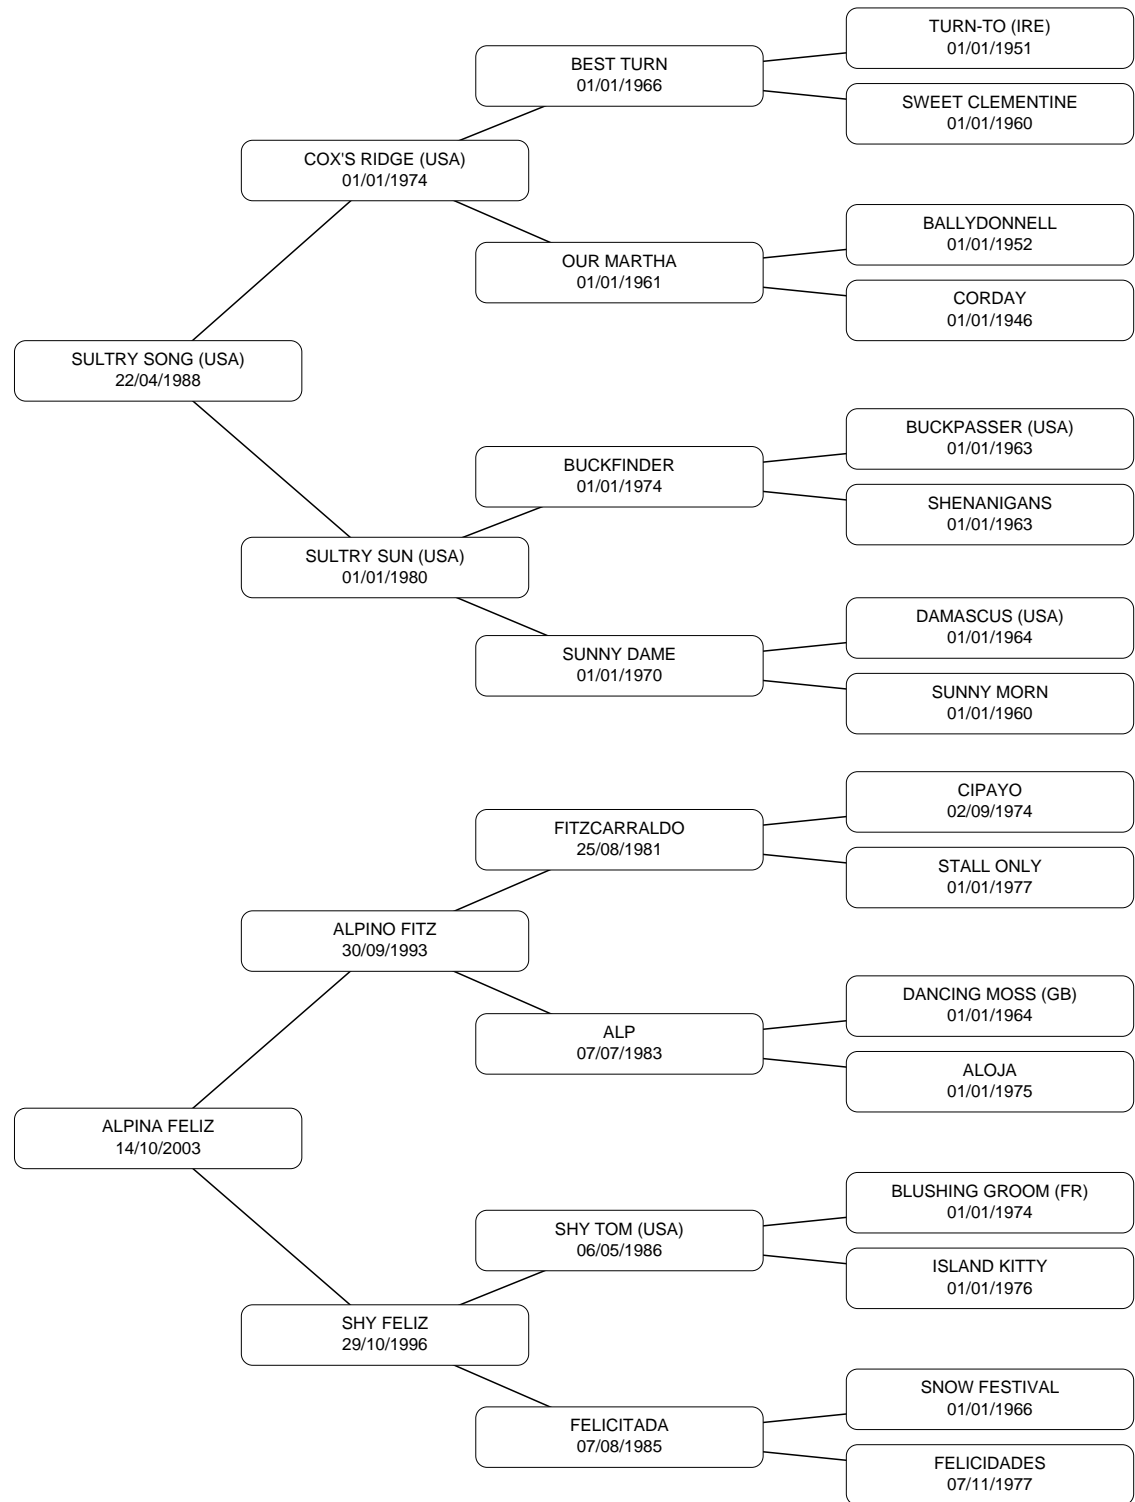 TURN-TO (IRE)
01/01/1951
BEST TURN
01/01/1966
SWEET CLEMENTINE
01/01/1960
COX'S RIDGE (USA)
01/01/1974
BALLYDONNELL
01/01/1952
OUR MARTHA
01/01/1961
CORDAY
01/01/1946
SULTRY SONG (USA)
22/04/1988
BUCKPASSER (USA)
01/01/1963
BUCKFINDER
01/01/1974
SHENANIGANS
01/01/1963
SULTRY SUN (USA)
01/01/1980
DAMASCUS (USA)
01/01/1964
SUNNY DAME
01/01/1970
SUNNY MORN
01/01/1960
CIPAYO
02/09/1974
FITZCARRALDO
25/08/1981
STALL ONLY
01/01/1977
ALPINO FITZ
30/09/1993
DANCING MOSS (GB)
01/01/1964
ALP
07/07/1983
ALOJA
01/01/1975
ALPINA FELIZ
14/10/2003
BLUSHING GROOM (FR)
01/01/1974
SHY TOM (USA)
06/05/1986
ISLAND KITTY
01/01/1976
SHY FELIZ
29/10/1996
SNOW FESTIVAL
01/01/1966
FELICITADA
07/08/1985
FELICIDADES
07/11/1977